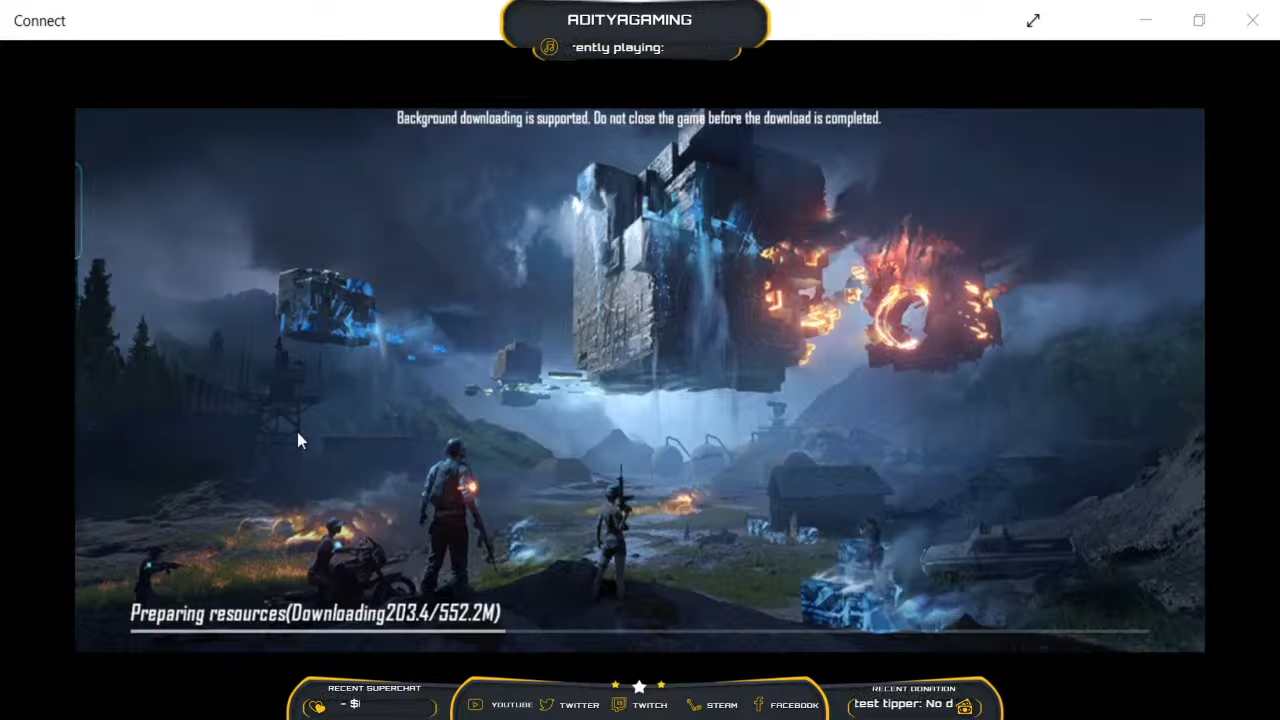 Connect
ADITYAGAMING
ently playing:
Background downloading is supported. Do not close the game before the download is completed.
Preparing resources(Downloading203.4/552.2M)
RECENT SUPERCHAT
- $i
YOUTUBE TWITTER TWITCH STEAM FACEBOOK
RECENT DONATION
test tipper: No d